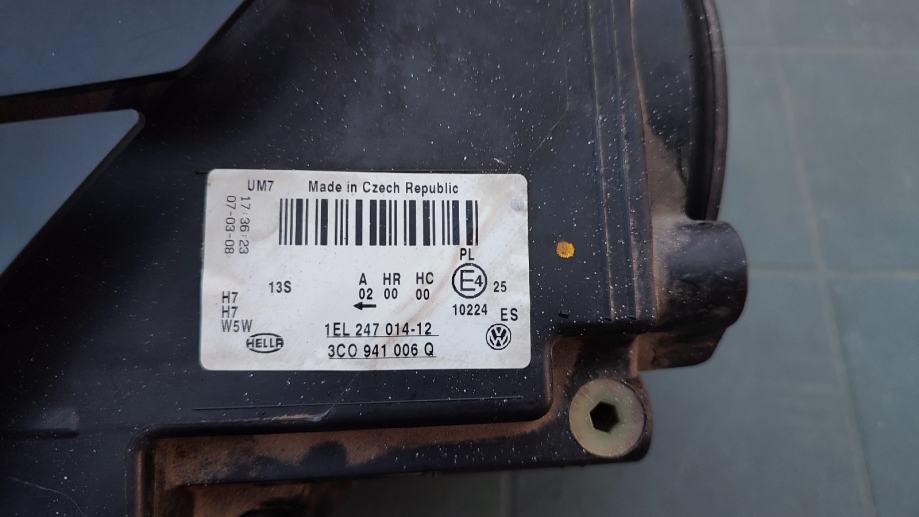 UM7 Made in Czech Republic
17:36:23
07-03-08
PL
13S
A HR HC
02 00 00
E4 25
10224 ES
H7
H7
W5W
HELLA
1EL 247 014-12
3C0 941 006 Q
VW